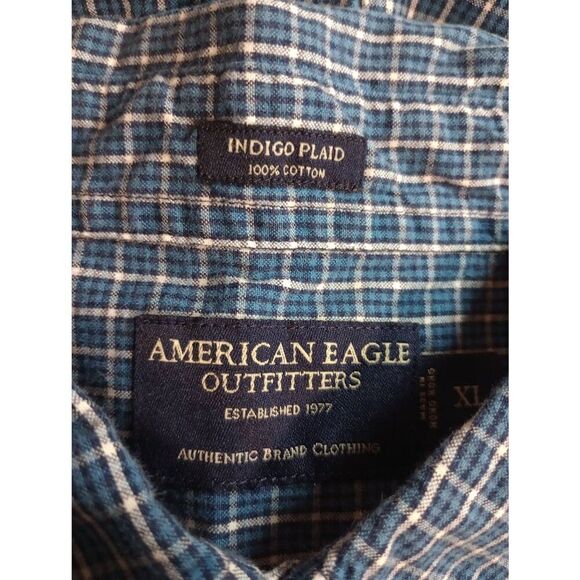 INDIGO PLAID
100% COTTON
AMERICAN EAGLE
OUTFITTERS
ESTABLISHED 1977
AUTHENTIC BRAND CLOTHING
XL